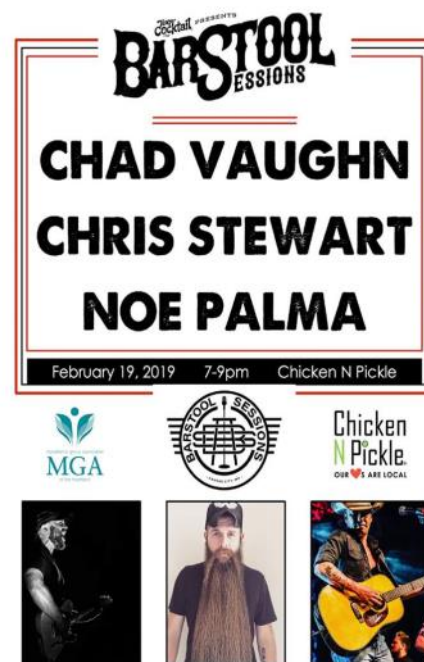 Cocktail PRESENTS
BARSTOOL
SESSIONS
CHAD VAUGHN
CHRIS STEWART
NOE PALMA
February 19, 2019 7-9pm Chicken N Pickle
MGA
BARSTOOL SESSIONS
Chicken
N Pickle
OUR ♥S ARE LOCAL